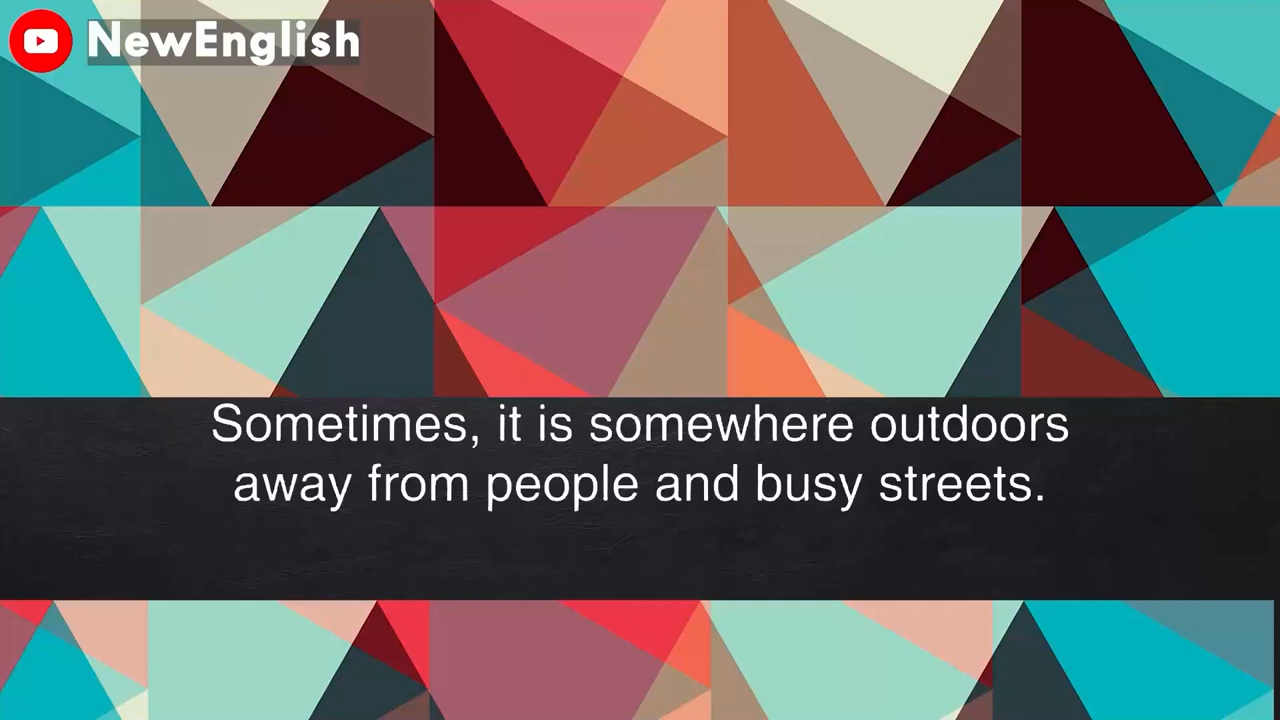 NewEnglish
Sometimes, it is somewhere outdoors
away from people and busy streets.